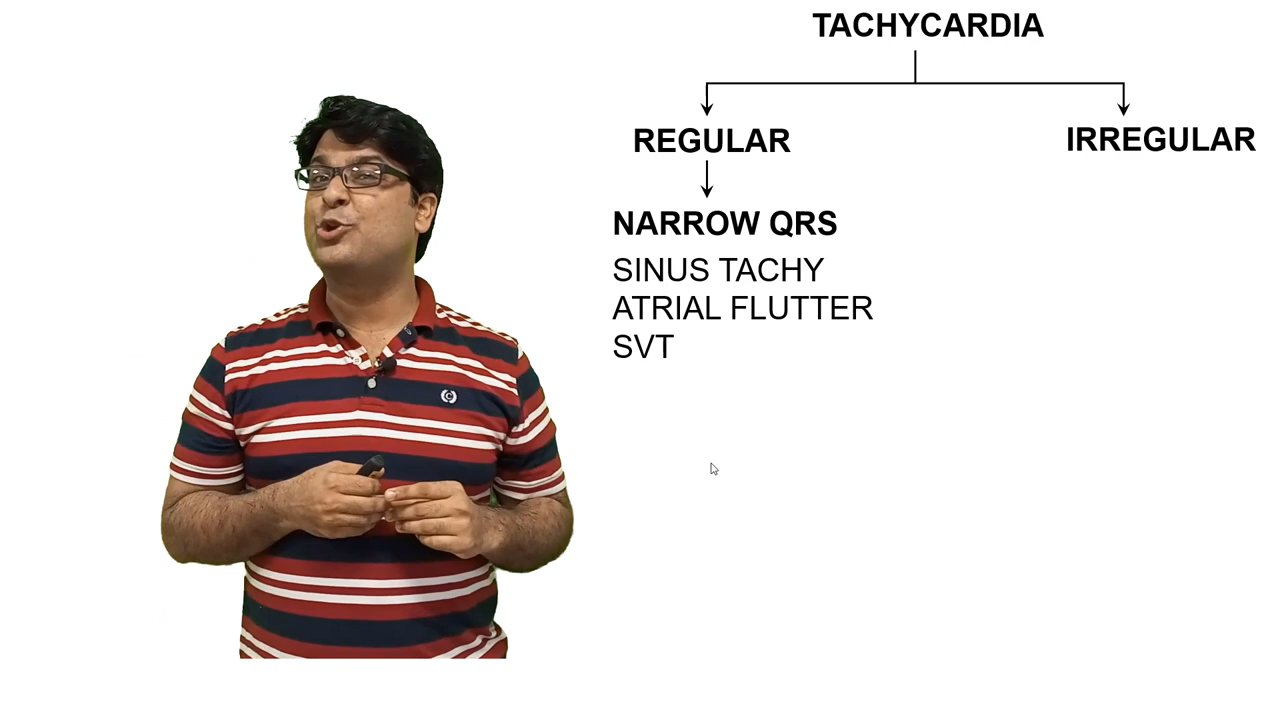 TACHYCARDIA
REGULAR
IRREGULAR
NARROW QRS
SINUS TACHY
ATRIAL FLUTTER
SVT